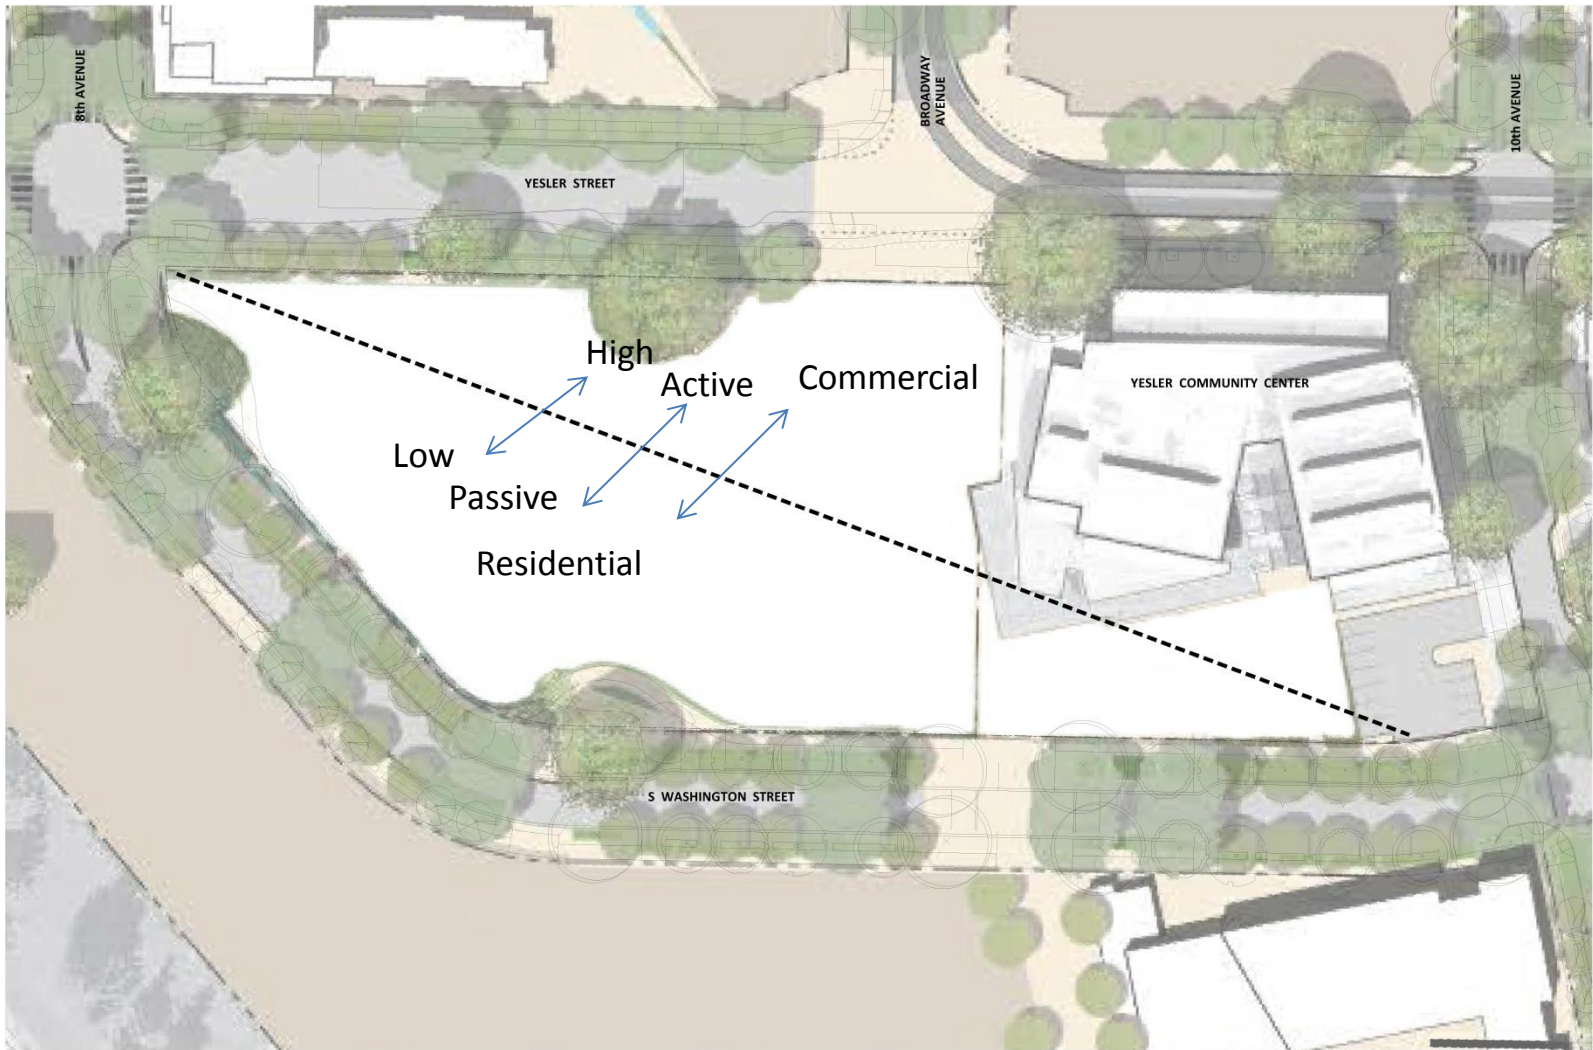 8th AVENUE
BROADWAY
AVENUE
10th AVENUE
YESLER STREET
High
Active
Commercial
YESLER COMMUNITY CENTER
Low
Passive
Residential
S WASHINGTON STREET